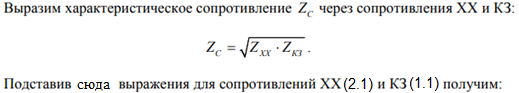 Выразим характеристическое сопротивление Z_C через сопротивления ХХ и КЗ:
Z_C = √(Z_ХХ · Z_КЗ) .
Подставив сюда выражения для сопротивлений ХХ (2.1) и КЗ (1.1) получим: